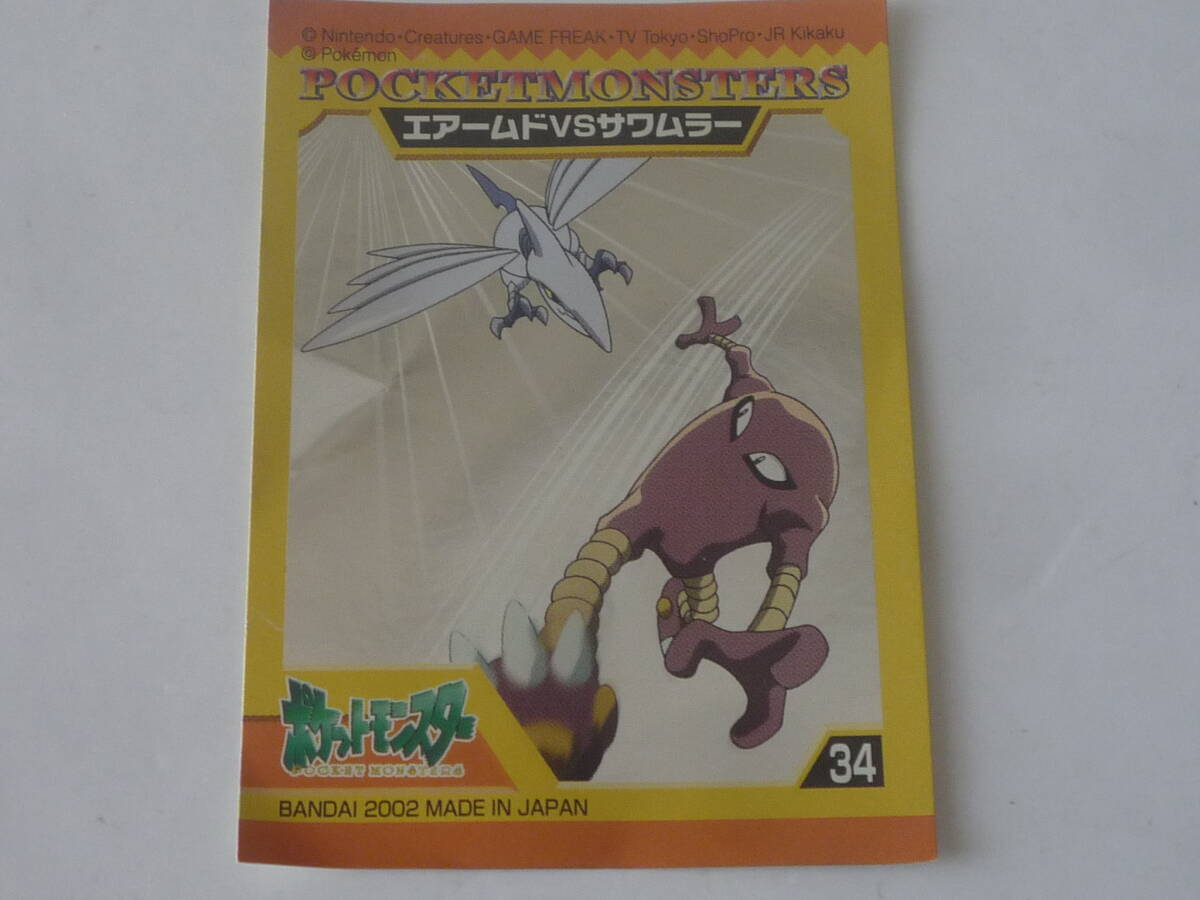 © Nintendo・Creatures・GAME FREAK・TV Tokyo・ShoPro・JR Kikaku
© Pokémon
POCKETMONSTERS
エアームドVSサワムラー
ポケットモンスター
POCKET MONSTERS
34
BANDAI 2002 MADE IN JAPAN